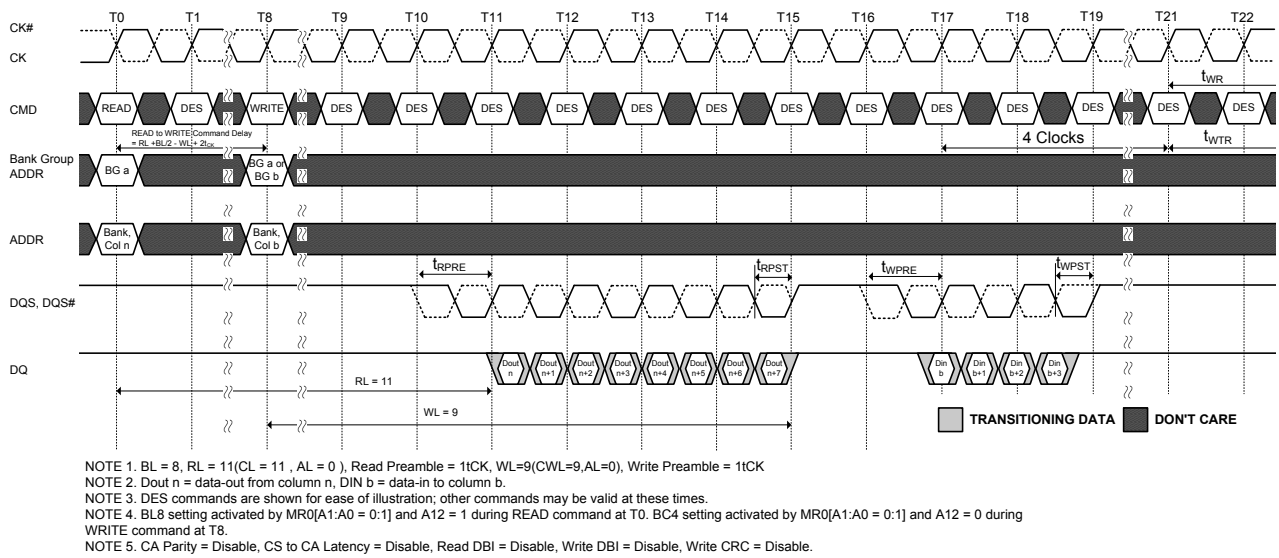 T0 T1 T8 T9 T10 T11 T12 T13 T14 T15 T16 T17 T18 T19 T21 T22
CK#
CK
tWR
CMD READ DES WRITE DES DES DES DES DES DES DES DES DES DES DES DES DES
READ to WRITE Command Delay
= RL +BL/2 - WL + 2tCK
4 Clocks
tWTR
Bank Group
ADDR
BG a
BG a or
BG b
ADDR
Bank,
Col n
Bank,
Col b
tRPRE tRPST tWPRE tWPST
DQS, DQS#
DQ
Dout
n
Dout
n+1
Dout
n+2
Dout
n+3
Dout
n+4
Dout
n+5
Dout
n+6
Dout
n+7
Din
b
Din
b+1
Din
b+2
Din
b+3
RL = 11
WL = 9
TRANSITIONING DATA DON'T CARE
NOTE 1. BL = 8, RL = 11(CL = 11 , AL = 0 ), Read Preamble = 1tCK, WL=9(CWL=9,AL=0), Write Preamble = 1tCK
NOTE 2. Dout n = data-out from column n, DIN b = data-in to column b.
NOTE 3. DES commands are shown for ease of illustration; other commands may be valid at these times.
NOTE 4. BL8 setting activated by MR0[A1:A0 = 0:1] and A12 = 1 during READ command at T0. BC4 setting activated by MR0[A1:A0 = 0:1] and A12 = 0 during
WRITE command at T8.
NOTE 5. CA Parity = Disable, CS to CA Latency = Disable, Read DBI = Disable, Write DBI = Disable, Write CRC = Disable.